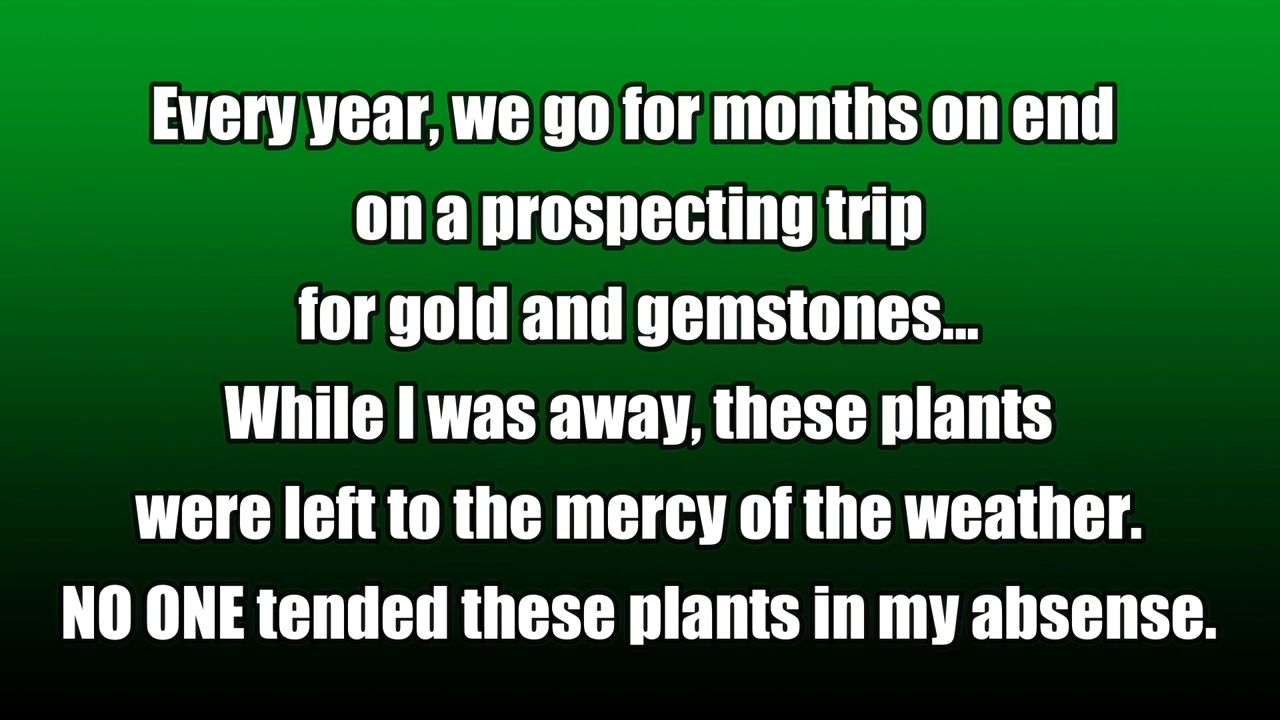 Every year, we go for months on end
on a prospecting trip
for gold and gemstones...
While I was away, these plants
were left to the mercy of the weather.
NO ONE tended these plants in my absense.